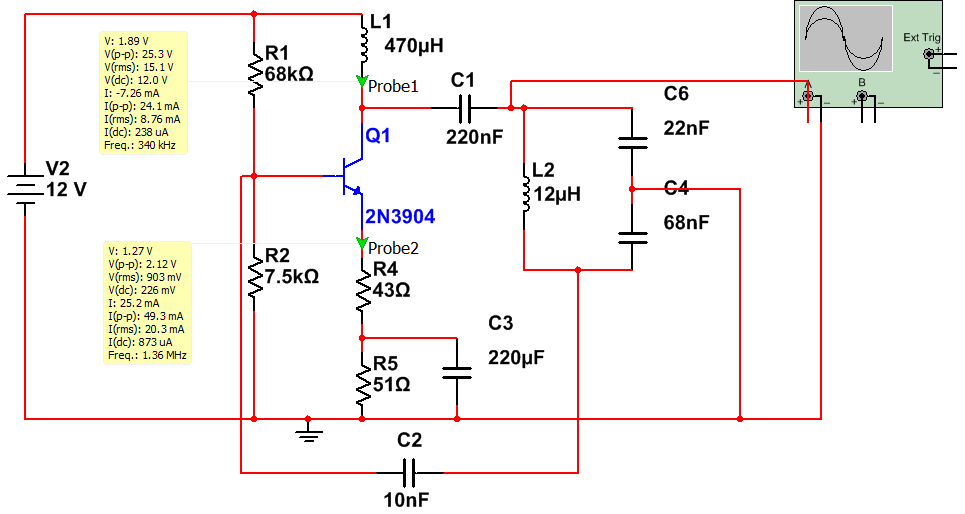 V: 1.89 V
V(p-p): 25.3 V
V(rms): 15.1 V
V(dc): 12.0 V
I: -7.26 mA
I(p-p): 24.1 mA
I(rms): 8.76 mA
I(dc): 238 uA
Freq.: 340 kHz
R1
68kΩ
L1
470µH
Probe1
C1
220nF
Ext Trig
+
–
A
B
+
–
+
–
C6
22nF
V2
12 V
Q1
2N3904
L2
12µH
C4
68nF
V: 1.27 V
V(p-p): 2.12 V
V(rms): 903 mV
V(dc): 226 mV
I: 25.2 mA
I(p-p): 49.3 mA
I(rms): 20.3 mA
I(dc): 873 uA
Freq.: 1.36 MHz
R2
7.5kΩ
Probe2
R4
43Ω
C3
220µF
R5
51Ω
C2
10nF